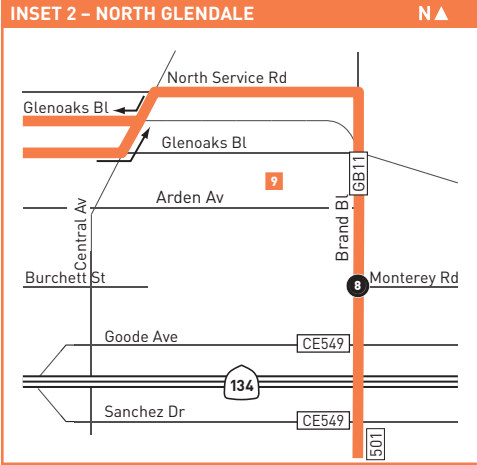 INSET 2 – NORTH GLENDALE
N
North Service Rd
Glenoaks Bl
Glenoaks Bl
GB11
9
Arden Av
Brand Bl
Central Av
Burchett St
8
Monterey Rd
Goode Ave
CE549
134
Sanchez Dr
CE549
501